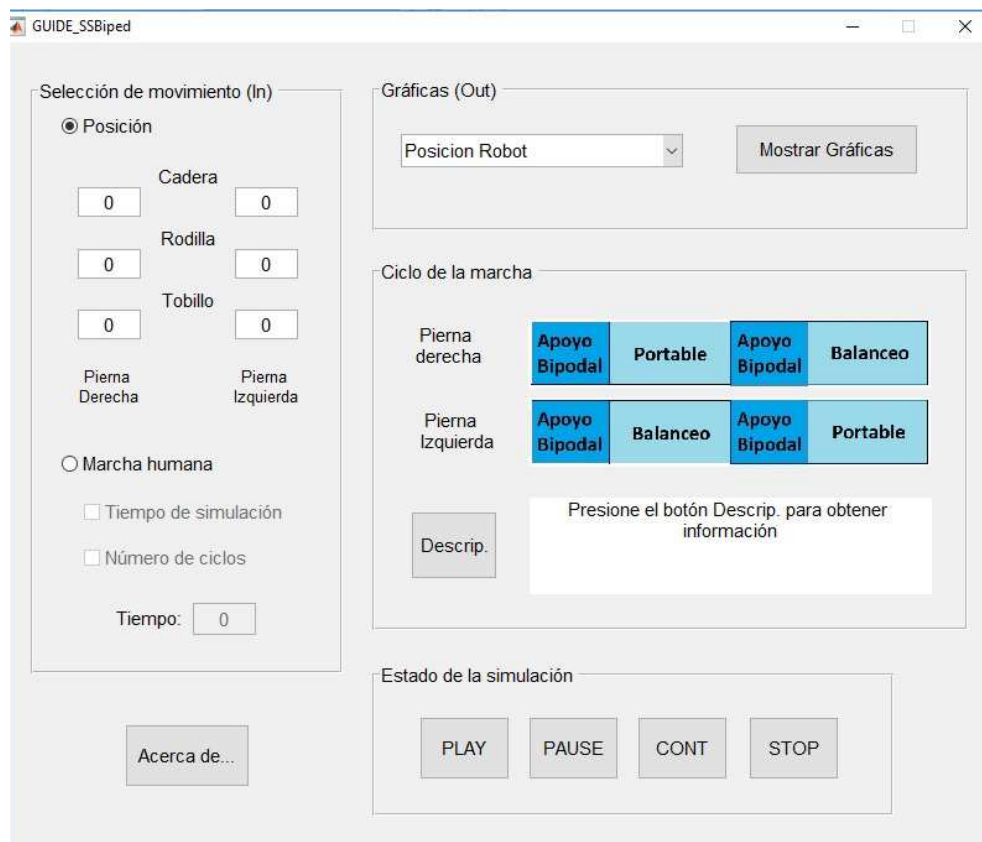 GUIDE_SSBiped
Selección de movimiento (In)
Posición
Cadera
0 0
Rodilla
0 0
Tobillo
0 0
Pierna
Derecha
Pierna
Izquierda
Marcha humana
Tiempo de simulación
Número de ciclos
Tiempo: 0
Acerca de...
Gráficas (Out)
Posicion Robot
Mostrar Gráficas
Ciclo de la marcha
Pierna
derecha
Apoyo
Bipodal
Portable
Apoyo
Bipodal
Balanceo
Pierna
Izquierda
Apoyo
Bipodal
Balanceo
Apoyo
Bipodal
Portable
Descrip.
Presione el botón Descrip. para obtener
información
Estado de la simulación
PLAY PAUSE CONT STOP